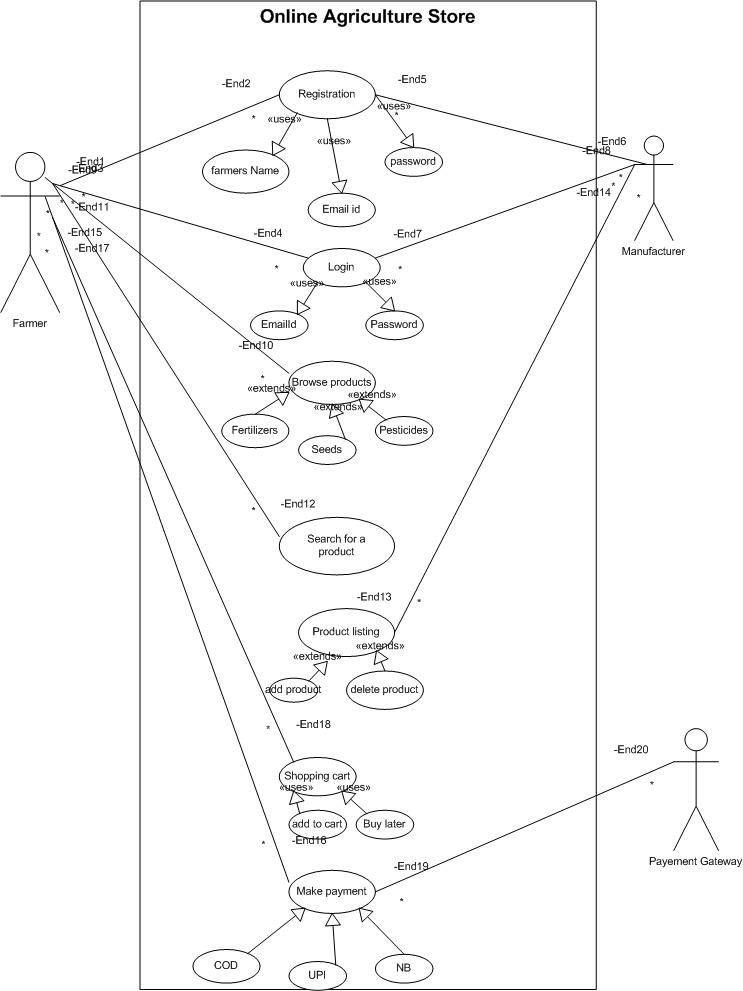 Online Agriculture Store
-End2
-End5
Registration
«uses»
*
«uses»
*
«uses»
-End6
-End8
-End1
-End9
-End3
farmers Name
password
*
*
*
-End14
*
*
*
*
-End11
Email id
*
-End15
-End4
-End7
-End17
*
*
Manufacturer
Login
*
*
«uses»
«uses»
Farmer
EmailId
Password
-End10
*
Browse products
«extends»
«extends»
«extends»
Fertilizers
Pesticides
Seeds
-End12
*
Search for a
product
-End13
*
Product listing
«extends»
«extends»
add product
delete product
-End18
*
-End20
Shopping cart
«uses»
«uses»
*
add to cart
Buy later
-End16
*
Payement Gateway
-End19
Make payment
*
COD
UPI
NB